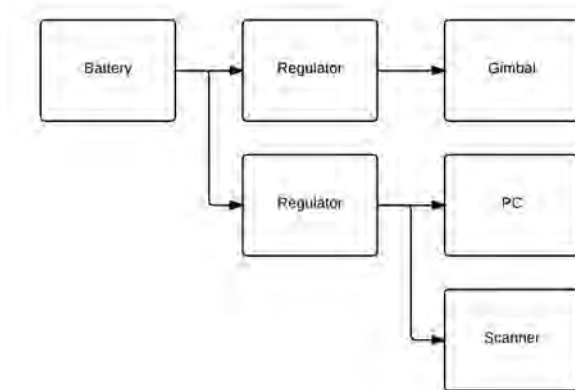 Battery
Regulator
Gimbal
Regulator
PC
Scanner